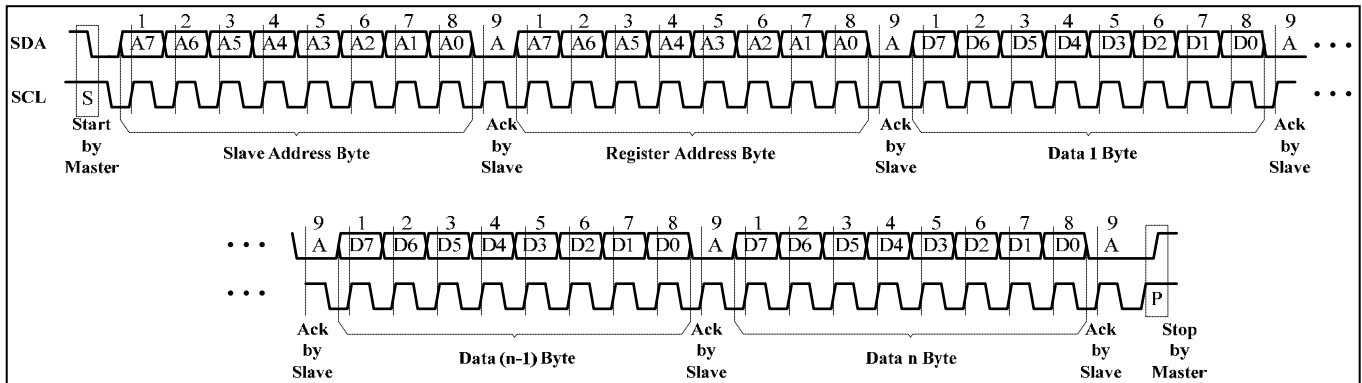 1 2 3 4 5 6 7 8 9 1 2 3 4 5 6 7 8 9 1 2 3 4 5 6 7 8 9
SDA A7 A6 A5 A4 A3 A2 A1 A0 A A7 A6 A5 A4 A3 A2 A1 A0 A D7 D6 D5 D4 D3 D2 D1 D0 A • • •
SCL S • • •
Start by Master
Slave Address Byte
Ack by Slave
Register Address Byte
Ack by Slave
Data 1 Byte
Ack by Slave
9 1 2 3 4 5 6 7 8 9 1 2 3 4 5 6 7 8 9
• • • A D7 D6 D5 D4 D3 D2 D1 D0 A D7 D6 D5 D4 D3 D2 D1 D0 A
• • • P
Ack by Slave
Data (n-1) Byte
Ack by Slave
Data n Byte
Ack by Slave
Stop by Master